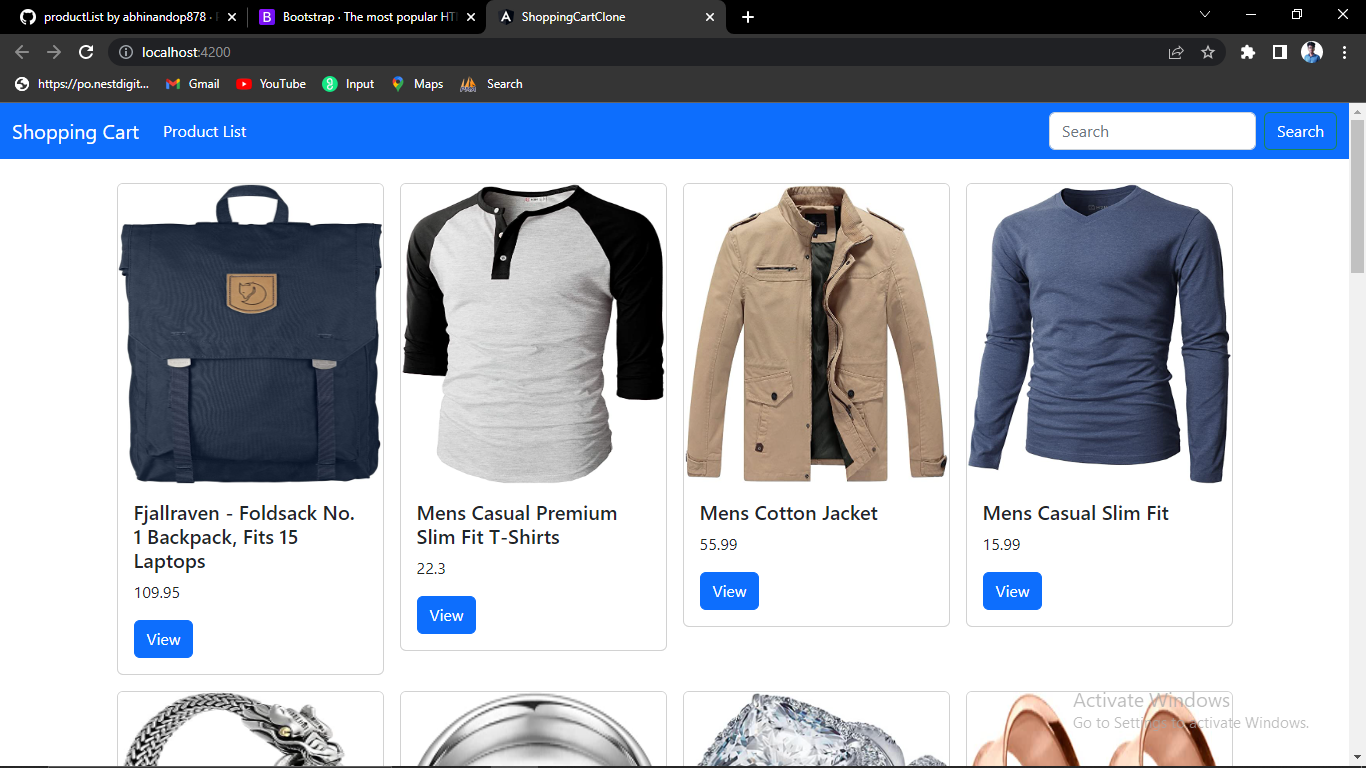 productList by abhinandop878 ·
Bootstrap · The most popular HT
ShoppingCartClone
localhost:4200
https://po.nestdigit...
Gmail
YouTube
Input
Maps
Search
Shopping Cart
Product List
Search
Search
Fjallraven - Foldsack No.
1 Backpack, Fits 15
Laptops
109.95
View
Mens Casual Premium
Slim Fit T-Shirts
22.3
View
Mens Cotton Jacket
55.99
View
Mens Casual Slim Fit
15.99
View
Activate Windows
Go to Settings to activate Windows.